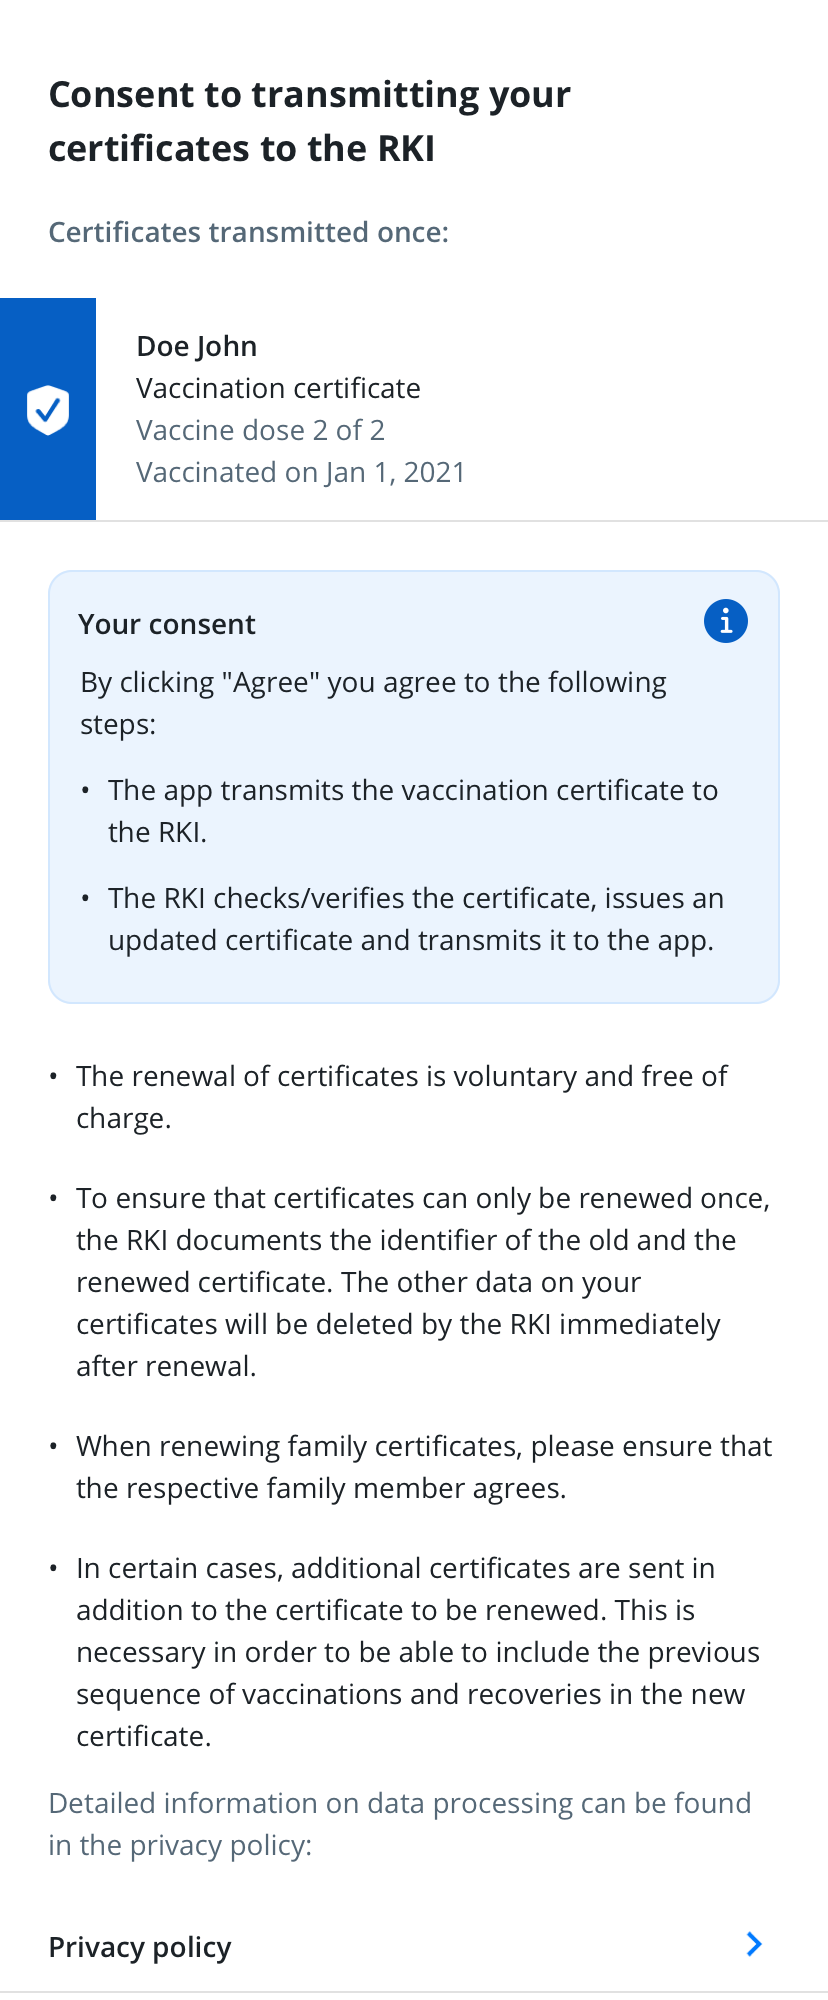 Consent to transmitting your
certificates to the RKI
Certificates transmitted once:
Doe John
Vaccination certificate
Vaccine dose 2 of 2
Vaccinated on Jan 1, 2021
Your consent
By clicking "Agree" you agree to the following
steps:
• The app transmits the vaccination certificate to
the RKI.
• The RKI checks/verifies the certificate, issues an
updated certificate and transmits it to the app.
• The renewal of certificates is voluntary and free of
charge.
• To ensure that certificates can only be renewed once,
the RKI documents the identifier of the old and the
renewed certificate. The other data on your
certificates will be deleted by the RKI immediately
after renewal.
• When renewing family certificates, please ensure that
the respective family member agrees.
• In certain cases, additional certificates are sent in
addition to the certificate to be renewed. This is
necessary in order to be able to include the previous
sequence of vaccinations and recoveries in the new
certificate.
Detailed information on data processing can be found
in the privacy policy:
Privacy policy